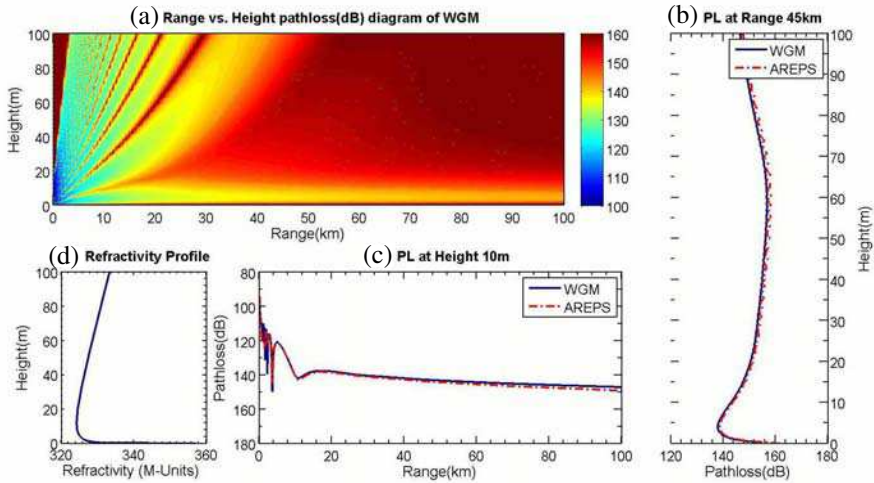 (a)
Range vs. Height pathloss(dB) diagram of WGM
100
80
60
40
20
0
Height(m)
0 10 20 30 40 50 60 70 80 90 100
Range(km)
160
150
140
130
120
110
100
(b)
PL at Range 45km
WGM
AREPS
100
90
80
70
60
50
40
30
20
10
0
Height(m)
120 140 160 180
Pathloss(dB)
(d)
Refractivity Profile
100
80
60
40
20
0
Height(m)
320 340 360
Refractivity (M-Units)
(c)
PL at Height 10m
WGM
AREPS
80
100
120
140
160
180
Pathloss(dB)
0 20 40 60 80 100
Range(km)